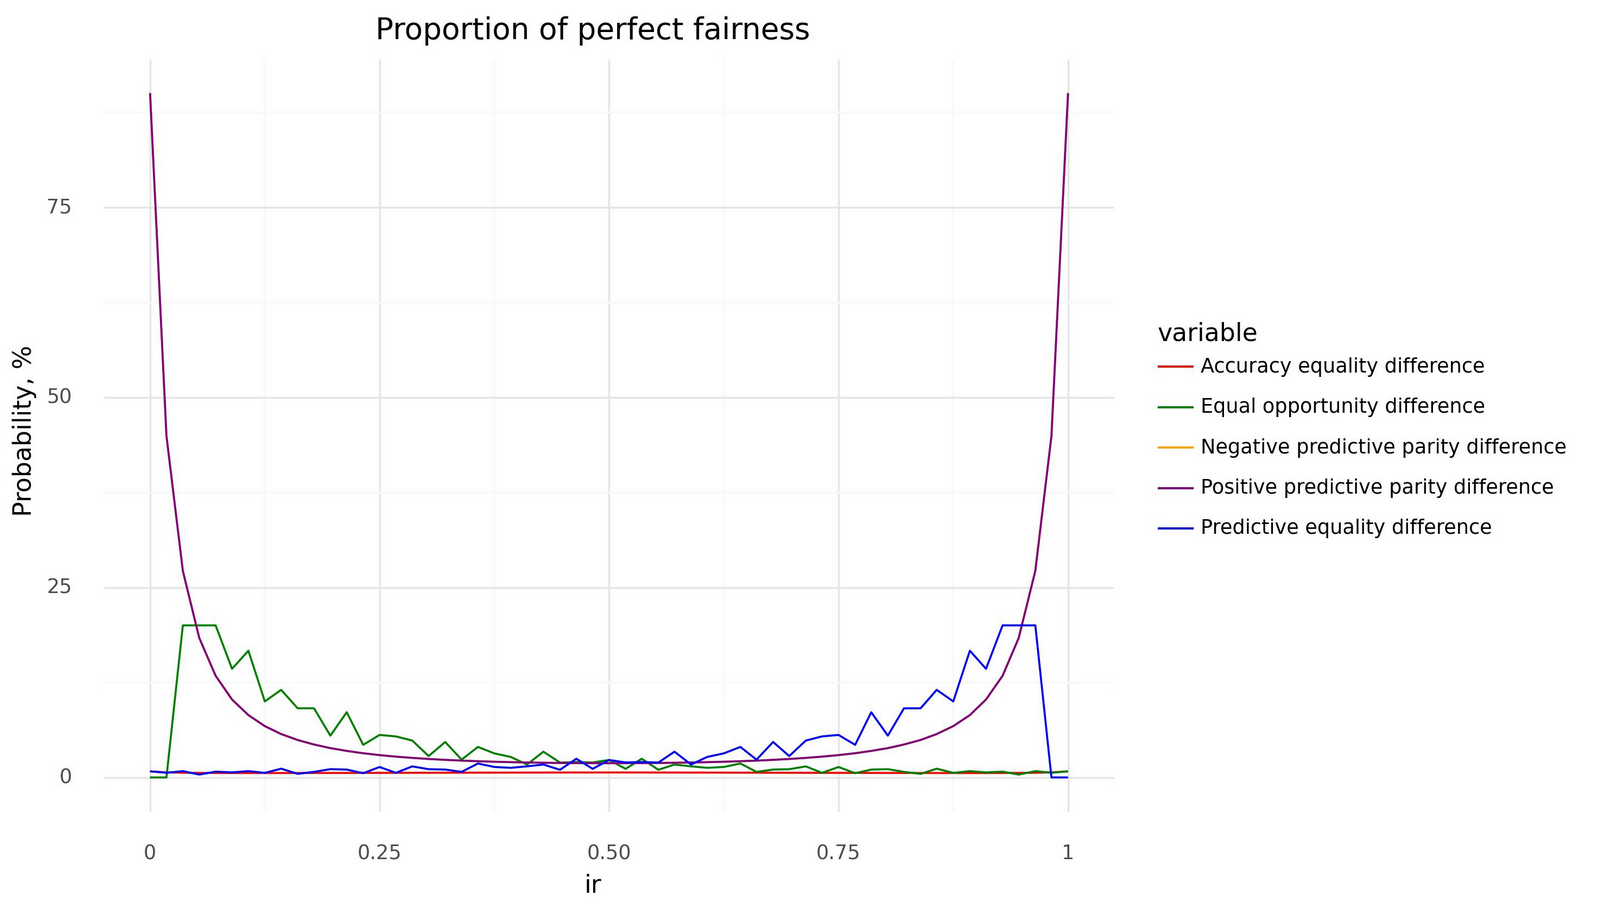 Proportion of perfect fairness
Probability, %
75
50
25
0
0
0.25
0.50
0.75
1
ir
variable
Accuracy equality difference
Equal opportunity difference
Negative predictive parity difference
Positive predictive parity difference
Predictive equality difference